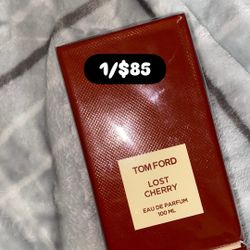 1/$85
TOM FORD
LOST
CHERRY
EAU DE PARFUM
100 ML